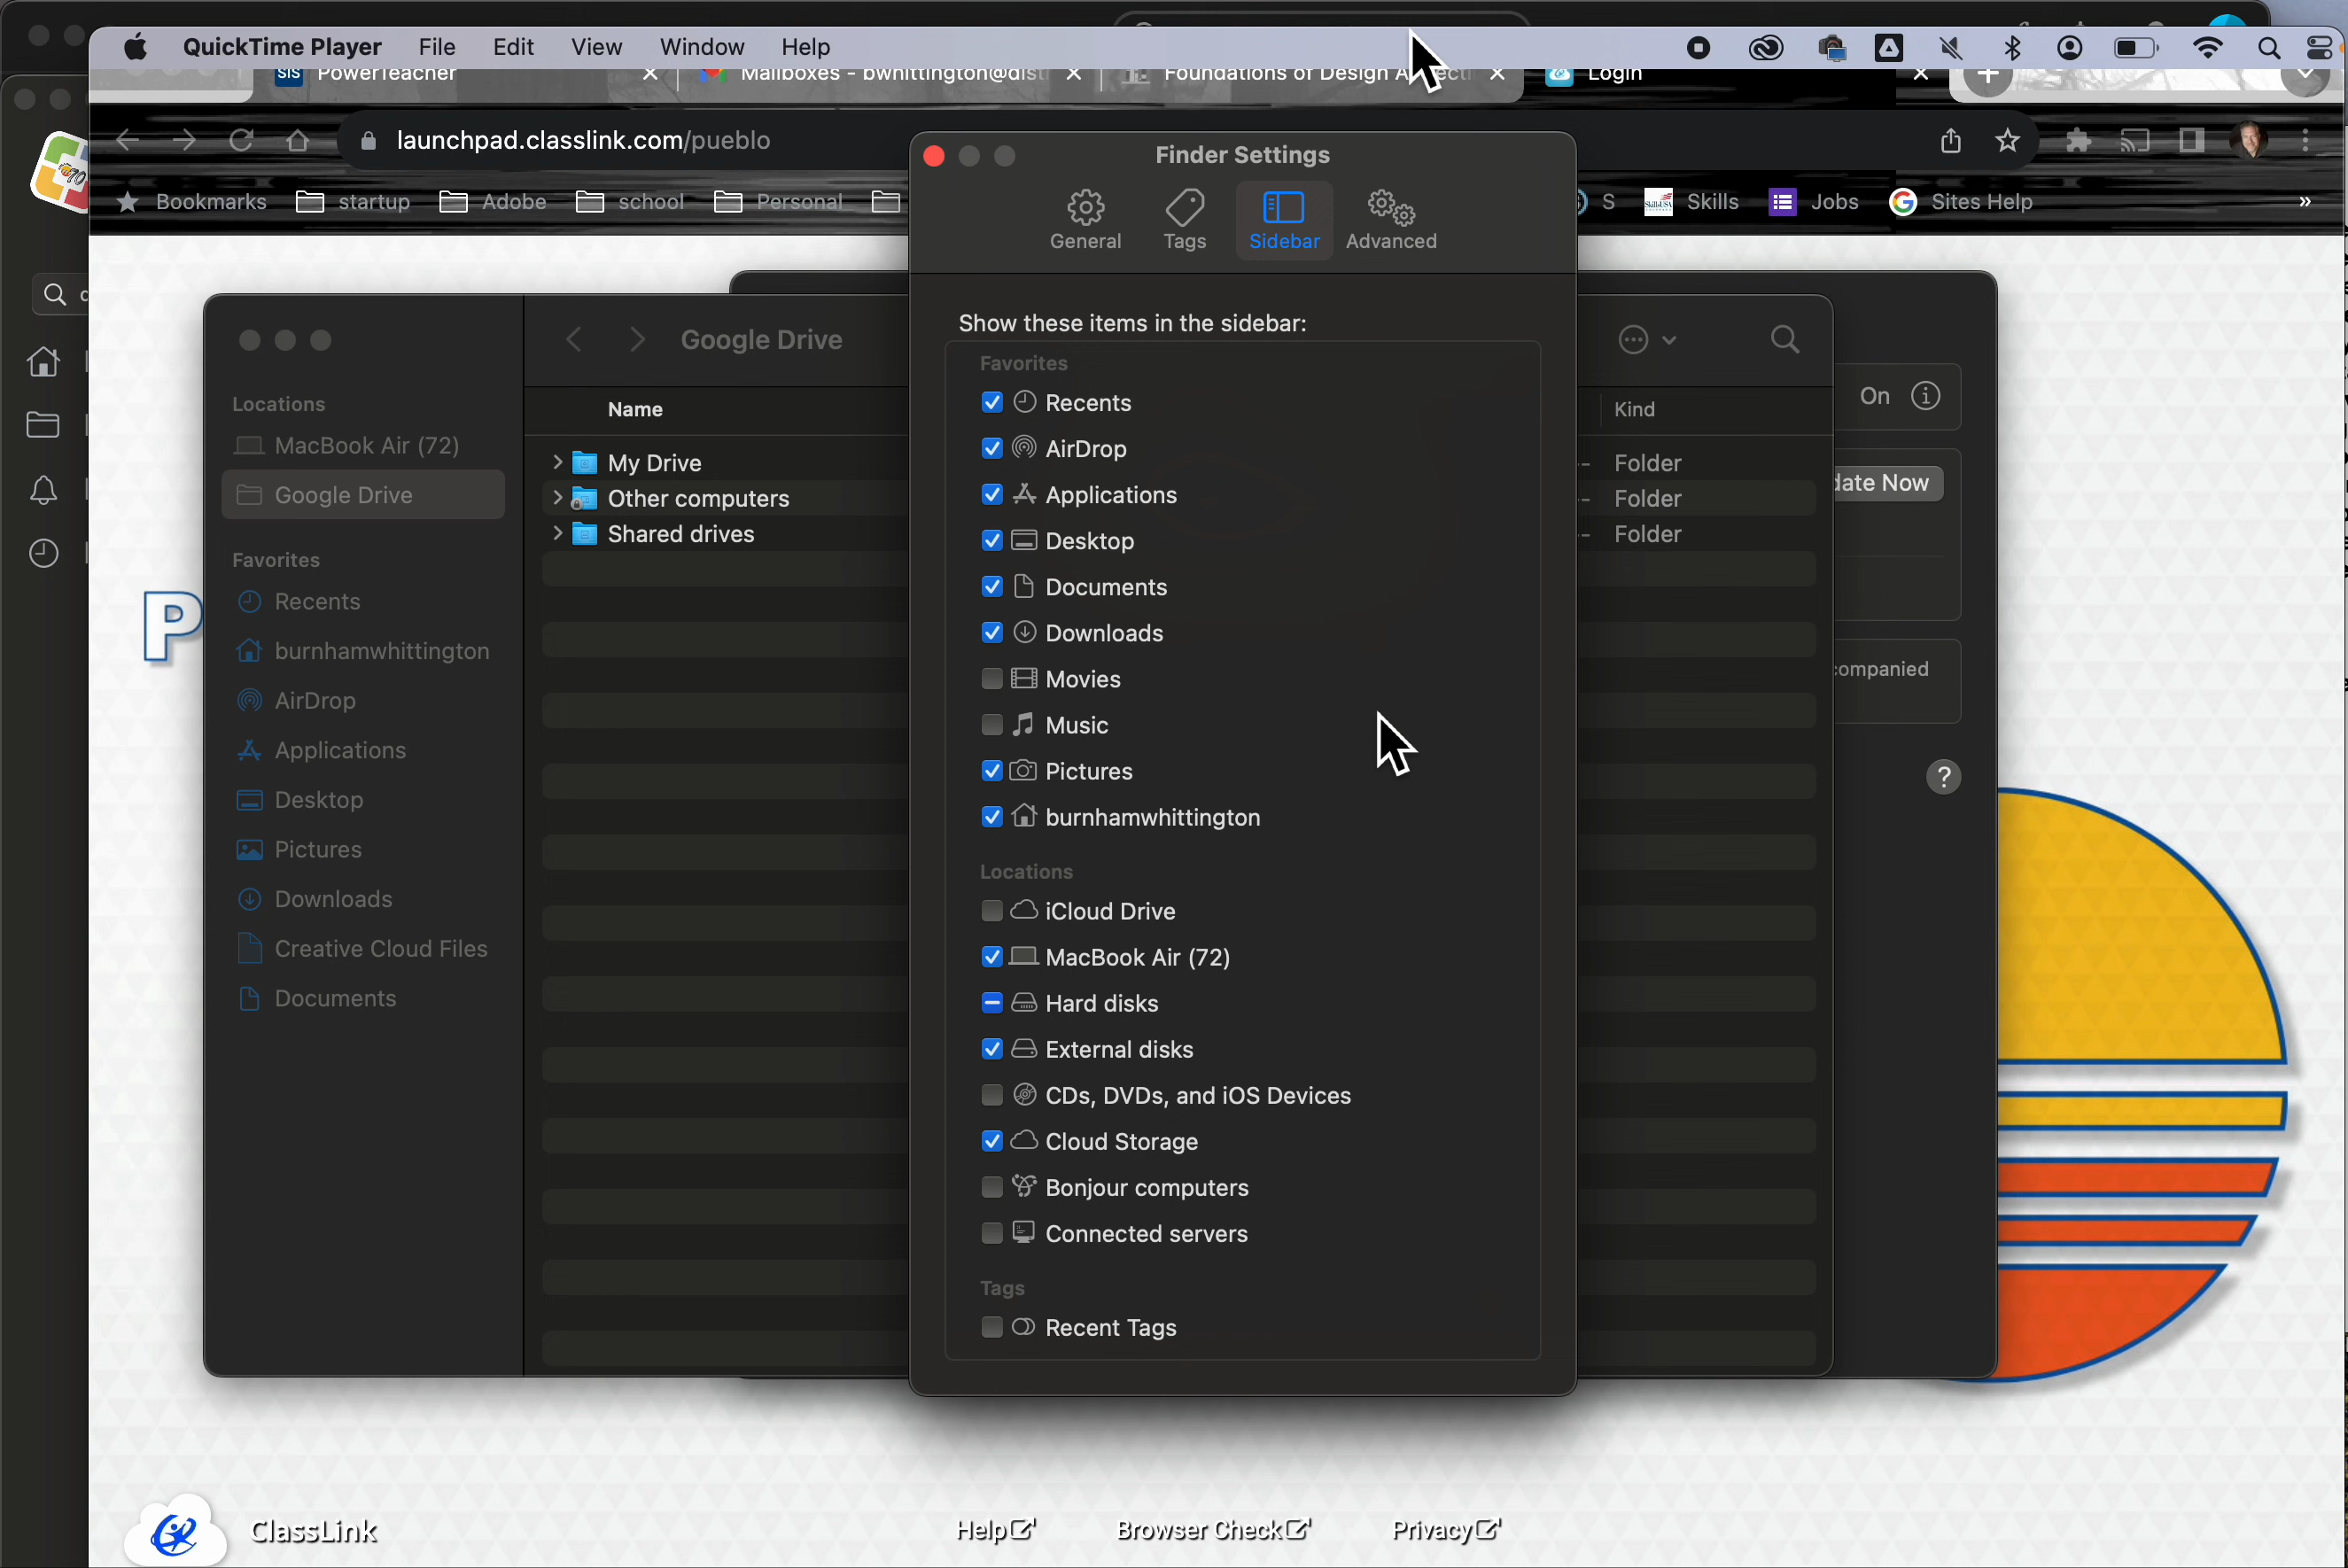 QuickTime Player File Edit View Window Help
SIS PowerTeacher
Mailboxes - bwhittington@dist
Foundations of Design A
Login
launchpad.classlink.com/pueblo
Bookmarks startup Adobe school Personal
S Skills Jobs Sites Help »
Finder Settings
General Tags Sidebar Advanced
Show these items in the sidebar:
Favorites
Recents
AirDrop
Applications
Desktop
Documents
Downloads
Movies
Music
Pictures
burnhamwhittington
Locations
iCloud Drive
MacBook Air (72)
Hard disks
External disks
CDs, DVDs, and iOS Devices
Cloud Storage
Bonjour computers
Connected servers
Tags
Recent Tags
Locations
MacBook Air (72)
Google Drive
Favorites
Recents
burnhamwhittington
AirDrop
Applications
Desktop
Pictures
Downloads
Creative Cloud Files
Documents
Google Drive
Name Kind
My Drive -- Folder
Other computers -- Folder
Shared drives -- Folder
On
date Now
companied
?
P
ClassLink
Help
Browser Check
Privacy